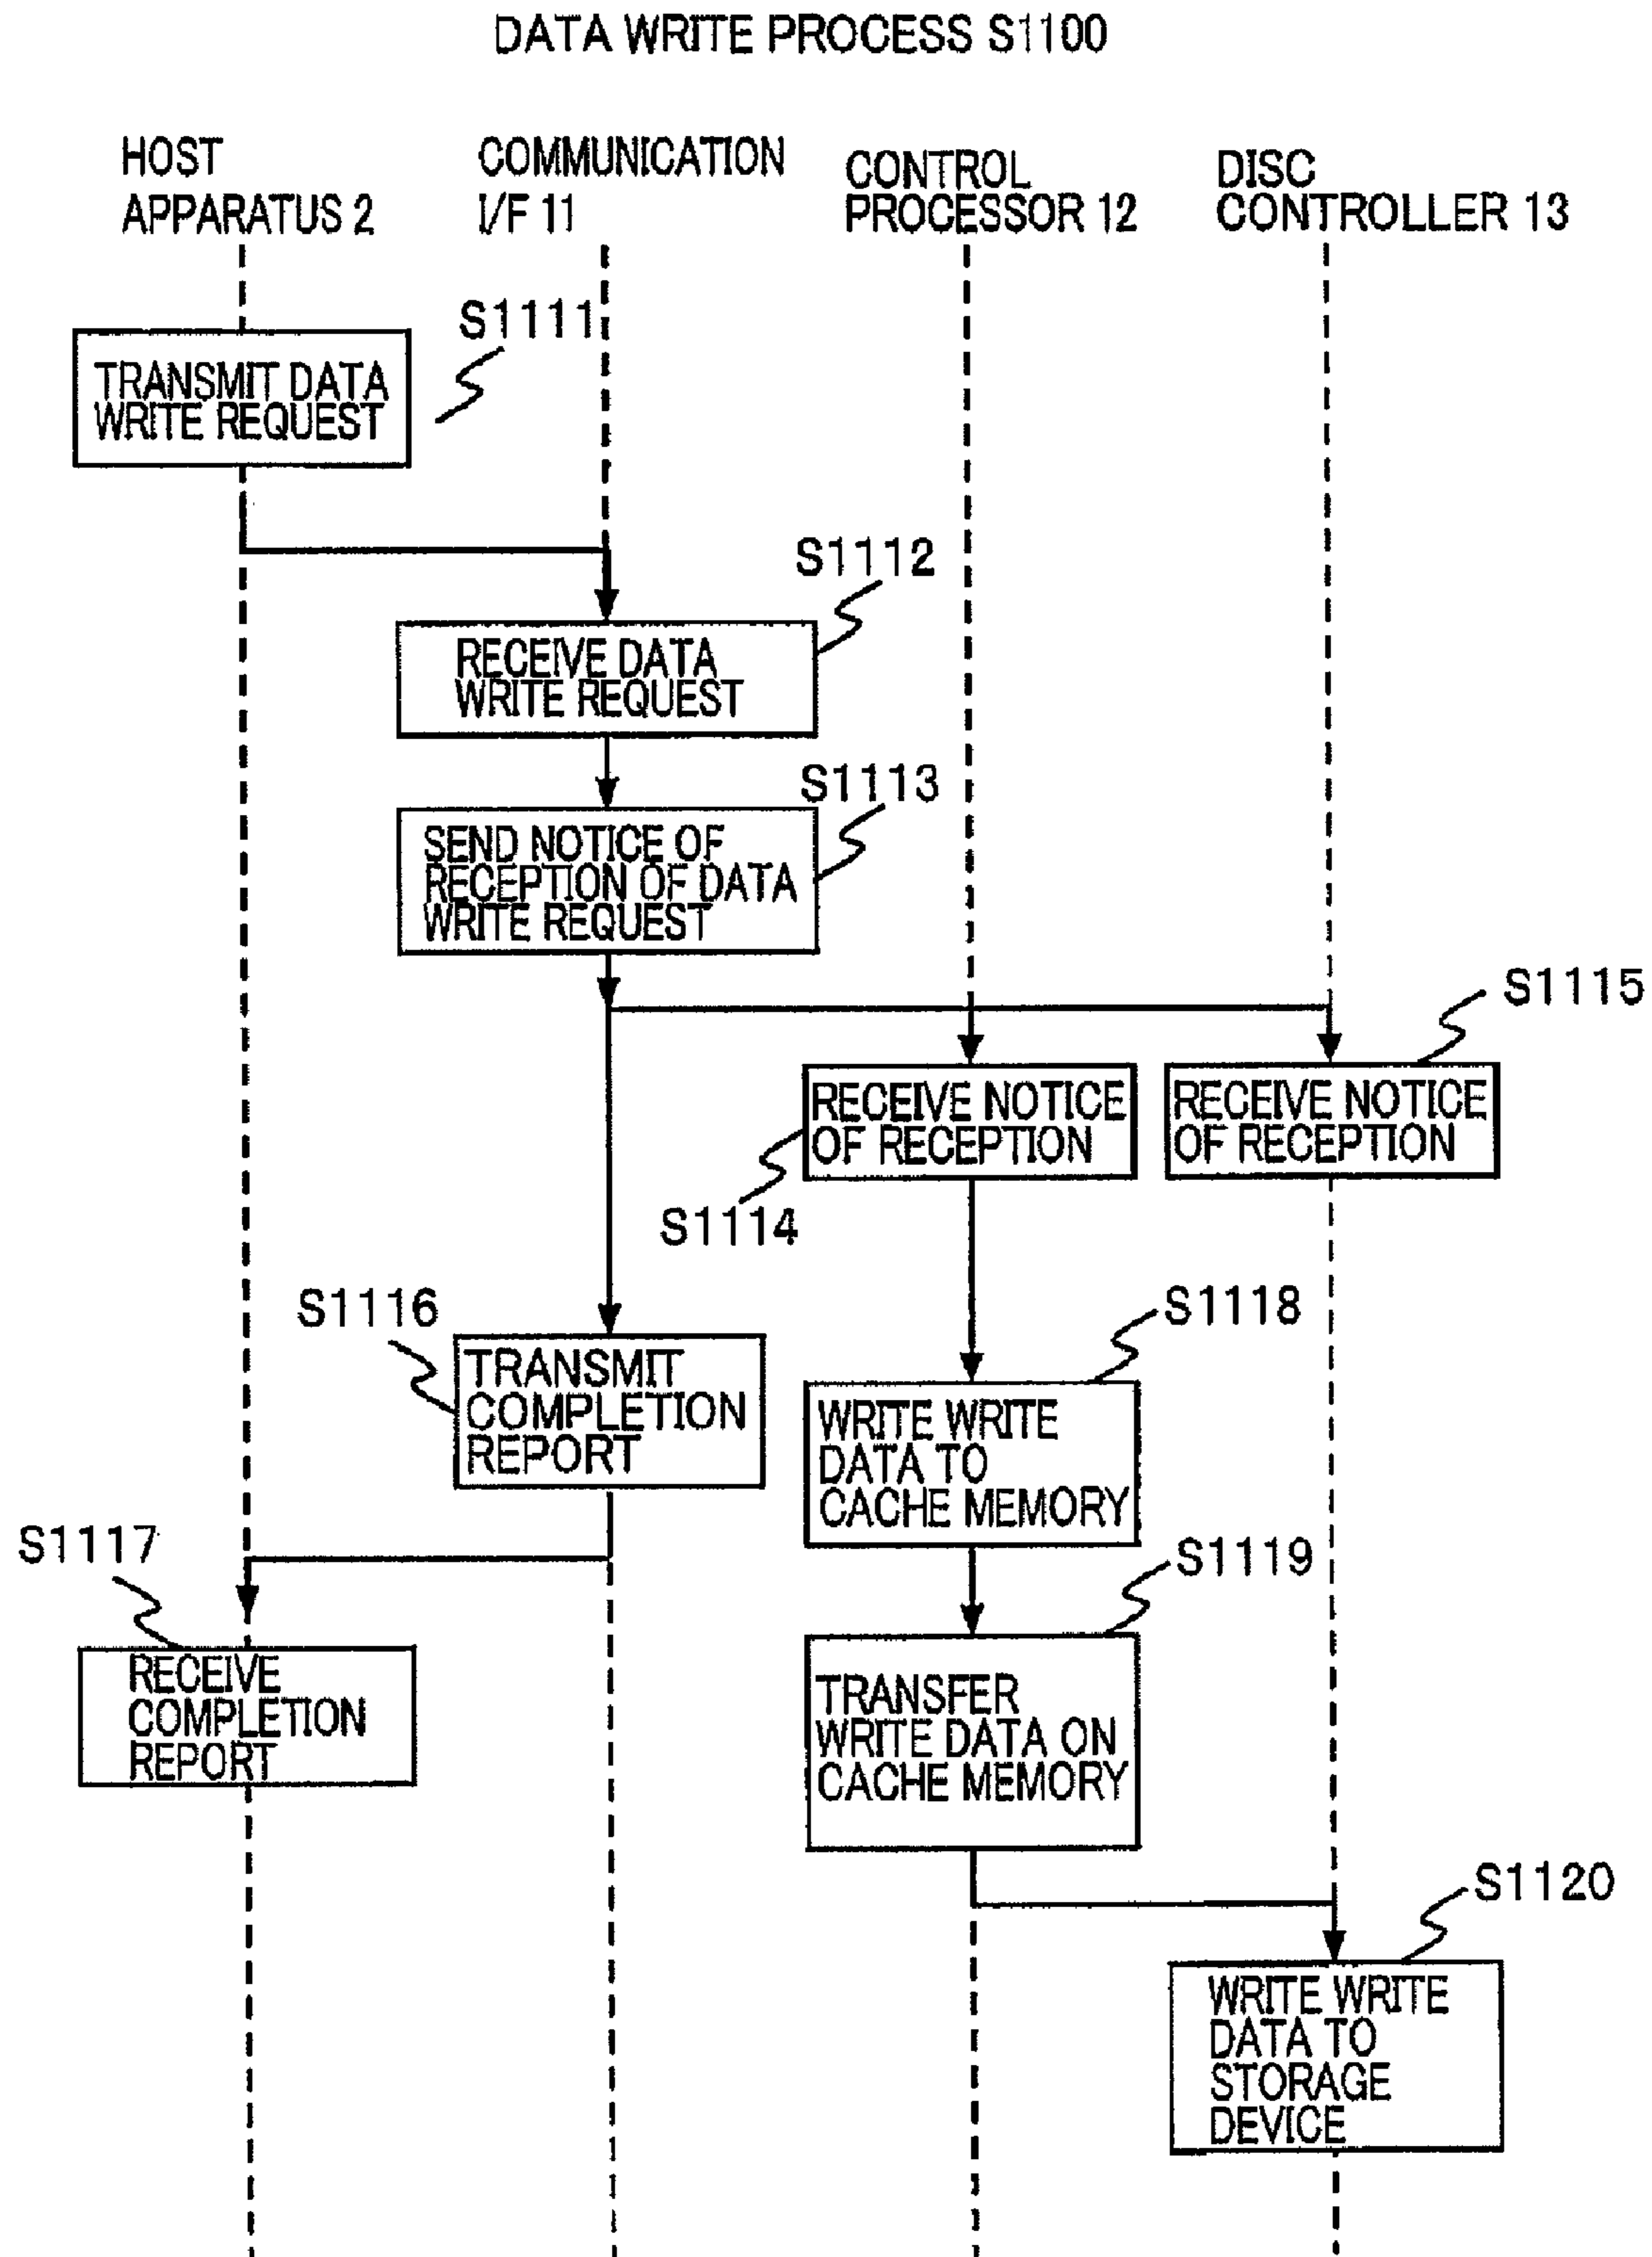 DATA WRITE PROCESS S1100
HOST
APPARATUS 2
COMMUNICATION
I/F 11
CONTROL
PROCESSOR 12
DISC
CONTROLLER 13
S1111
TRANSMIT DATA
WRITE REQUEST
S1112
RECEIVE DATA
WRITE REQUEST
S1113
SEND NOTICE OF
RECEPTION OF DATA
WRITE REQUEST
S1115
RECEIVE NOTICE
OF RECEPTION
RECEIVE NOTICE
OF RECEPTION
S1114
S1116
TRANSMIT
COMPLETION
REPORT
S1118
WRITE WRITE
DATA TO
CACHE MEMORY
S1117
RECEIVE
COMPLETION
REPORT
S1119
TRANSFER
WRITE DATA ON
CACHE MEMORY
S1120
WRITE WRITE
DATA TO
STORAGE
DEVICE